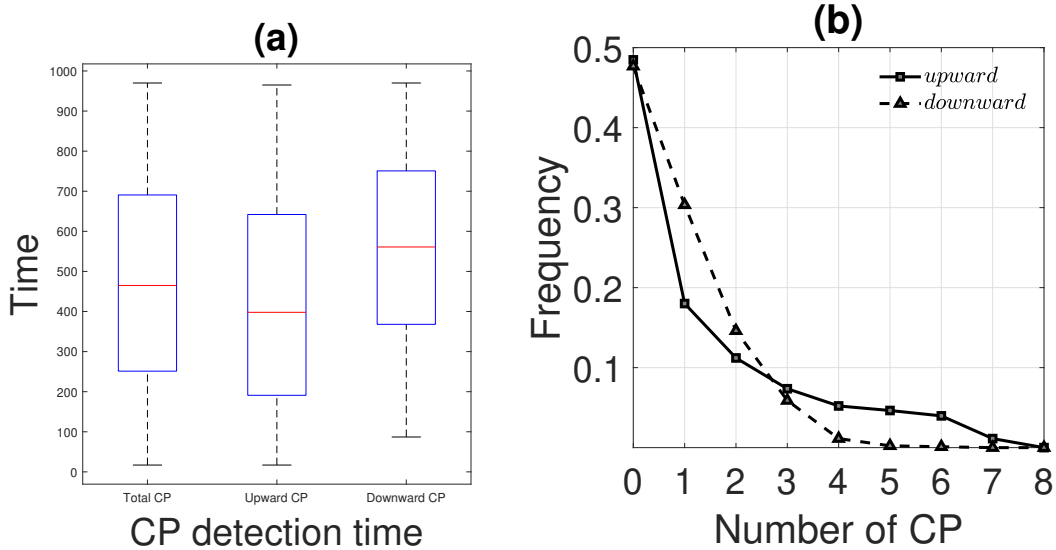 (a)
1000
900
800
700
600
500
400
300
200
100
0
Time
Total CP
Upward CP
Downward CP
CP detection time
(b)
0.5
0.4
0.3
0.2
0.1
Frequency
upward
downward
0 1 2 3 4 5 6 7 8
Number of CP